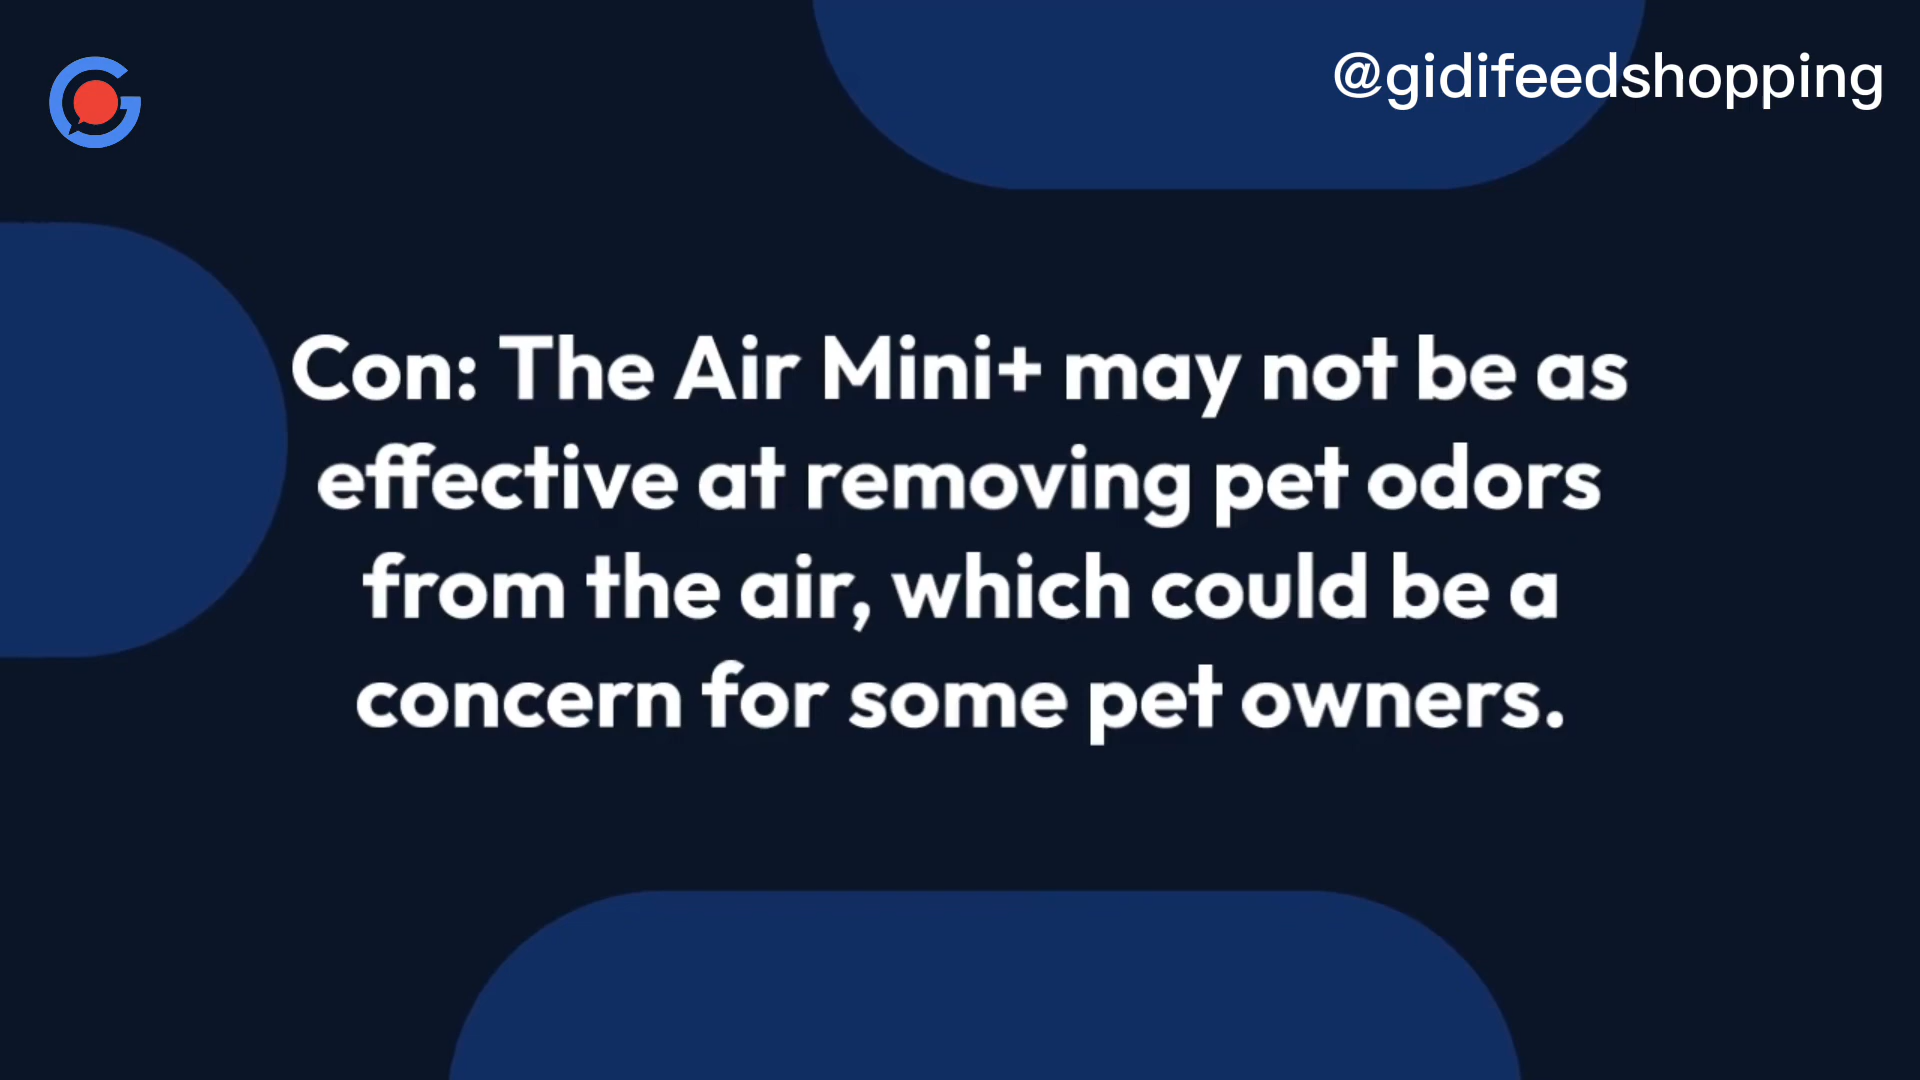 @gidifeedshopping
Con: The Air Mini+ may not be as
effective at removing pet odors
from the air, which could be a
concern for some pet owners.